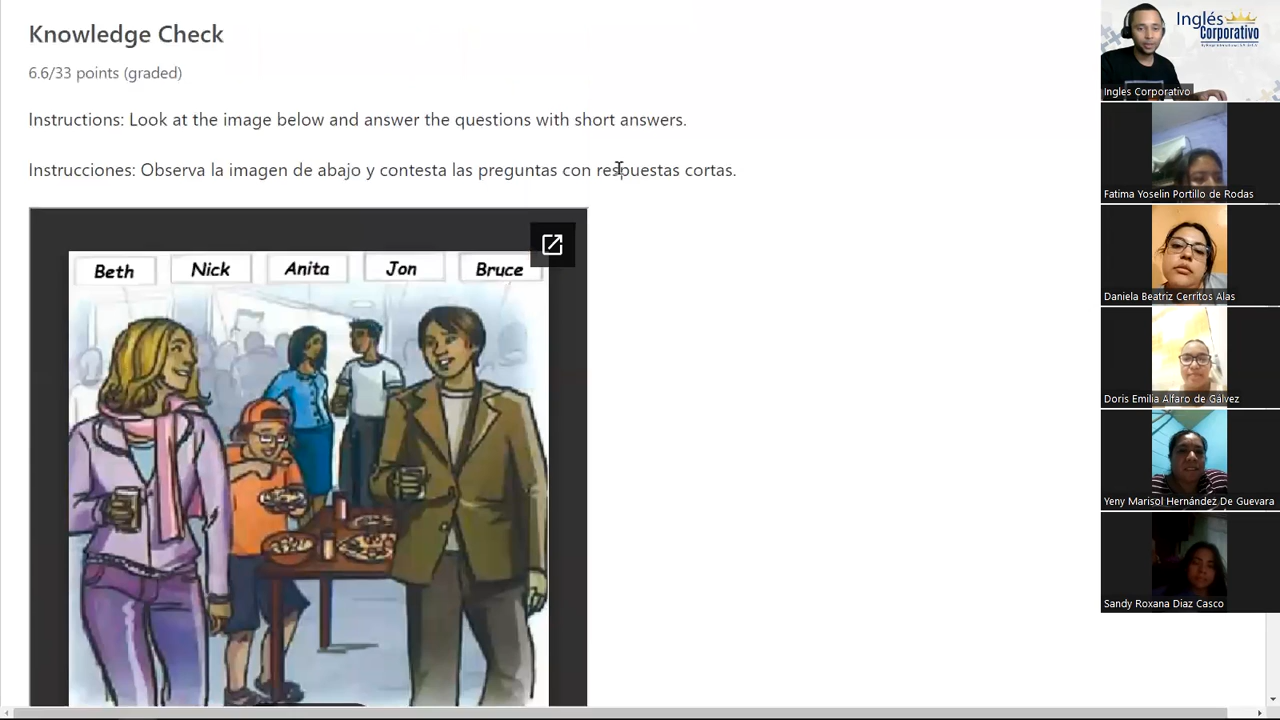 Knowledge Check
6.6/33 points (graded)
Instructions: Look at the image below and answer the questions with short answers.
Instrucciones: Observa la imagen de abajo y contesta las preguntas con respuestas cortas.
Beth
Nick
Anita
Jon
Bruce
Inglés
Corporativo
Ingles Corporativo
Fatima Yoselin Portillo de Rodas
Daniela Beatriz Cerritos Alas
Doris Emilia Alfaro de Gálvez
Yeny Marisol Hernández De Guevara
Sandy Roxana Diaz Casco